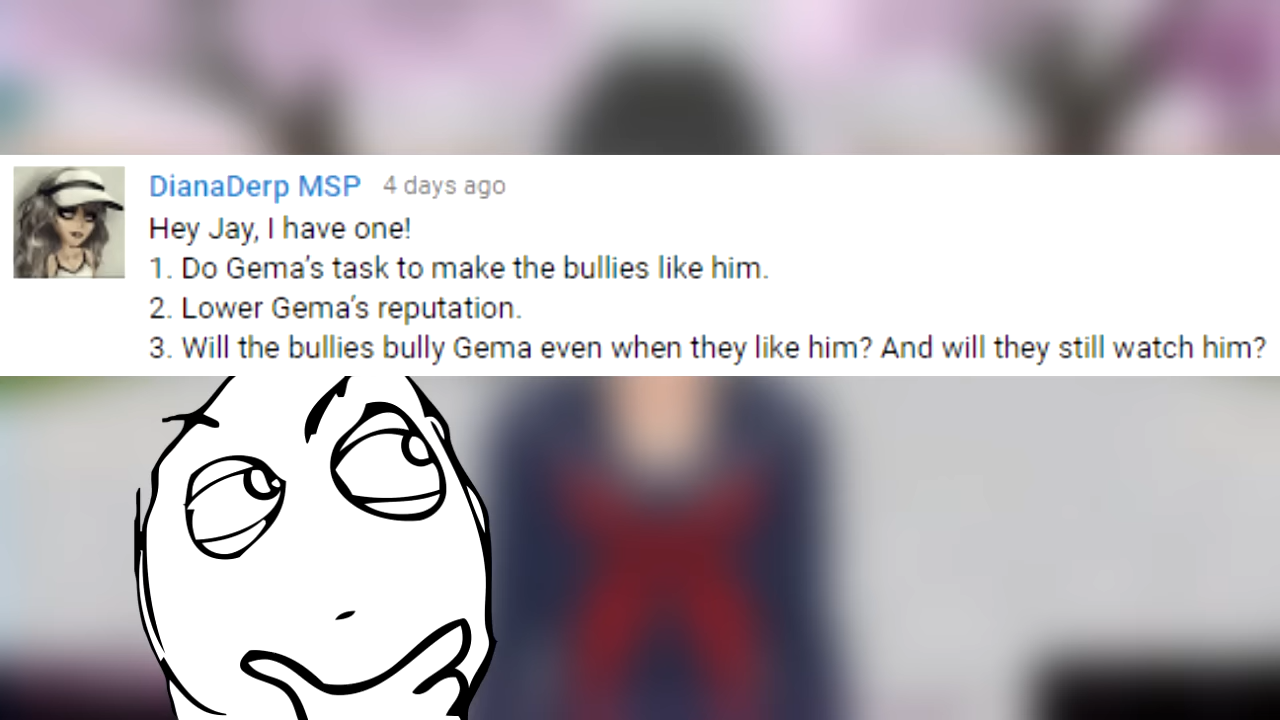 DianaDerp MSP 4 days ago
Hey Jay, I have one!
1. Do Gema's task to make the bullies like him.
2. Lower Gema's reputation.
3. Will the bullies bully Gema even when they like him? And will they still watch him?